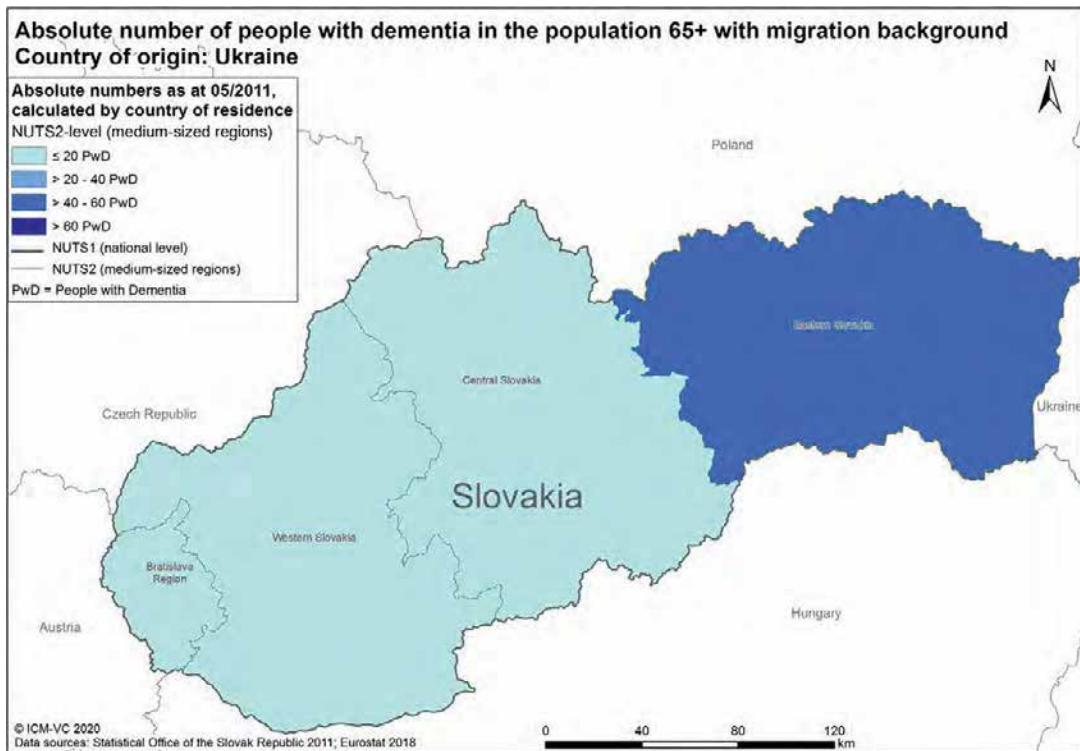 Absolute number of people with dementia in the population 65+ with migration background
Country of origin: Ukraine
Absolute numbers as at 05/2011,
calculated by country of residence
NUTS2-level (medium-sized regions)
≤ 20 PwD
> 20 - 40 PwD
> 40 - 60 PwD
> 60 PwD
NUTS1 (national level)
NUTS2 (medium-sized regions)
PwD = People with Dementia
N
Poland
Eastern Slovakia
Central Slovakia
Czech Republic
Ukraine
Slovakia
Western Slovakia
Bratislava
Region
Austria
Hungary
© ICM-VC 2020
Data sources: Statistical Office of the Slovak Republic 2011; Eurostat 2018
0 40 80 120
km